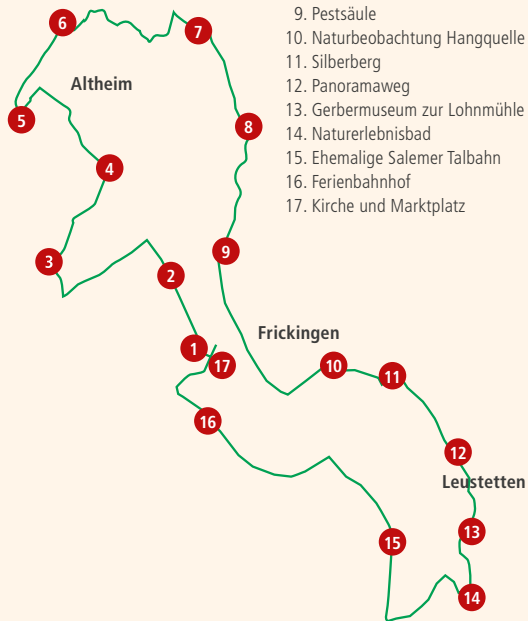 9. Pestsäule
10. Naturbeobachtung Hangquelle
11. Silberberg
12. Panoramaweg
13. Gerbermuseum zur Lohnmühle
14. Naturerlebnisbad
15. Ehemalige Salemer Talbahn
16. Ferienbahnhof
17. Kirche und Marktplatz
6
7
Altheim
5
8
4
3
9
2
Frickingen
1
17
10
11
16
12
Leustetten
13
15
14